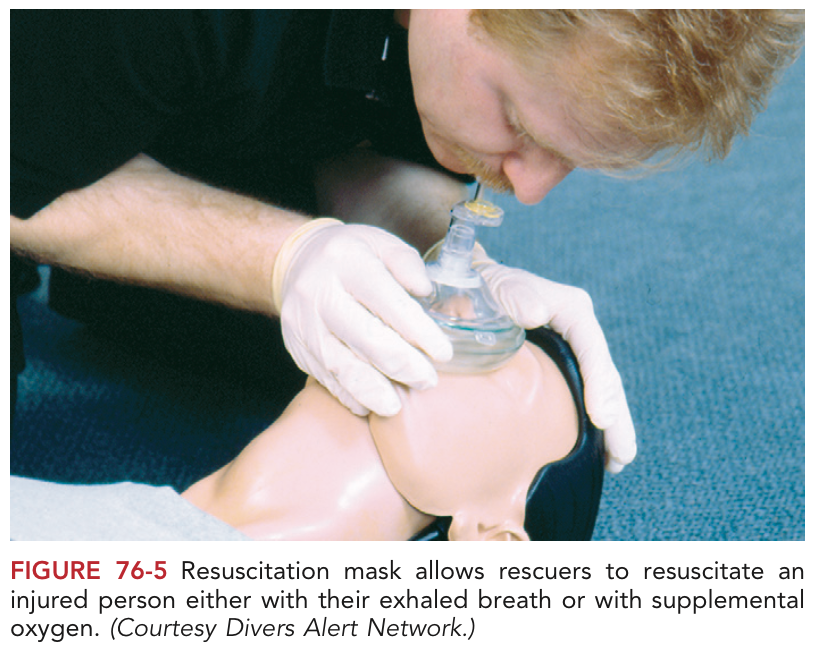 FIGURE 76-5 Resuscitation mask allows rescuers to resuscitate an
injured person either with their exhaled breath or with supplemental
oxygen. (Courtesy Divers Alert Network.)